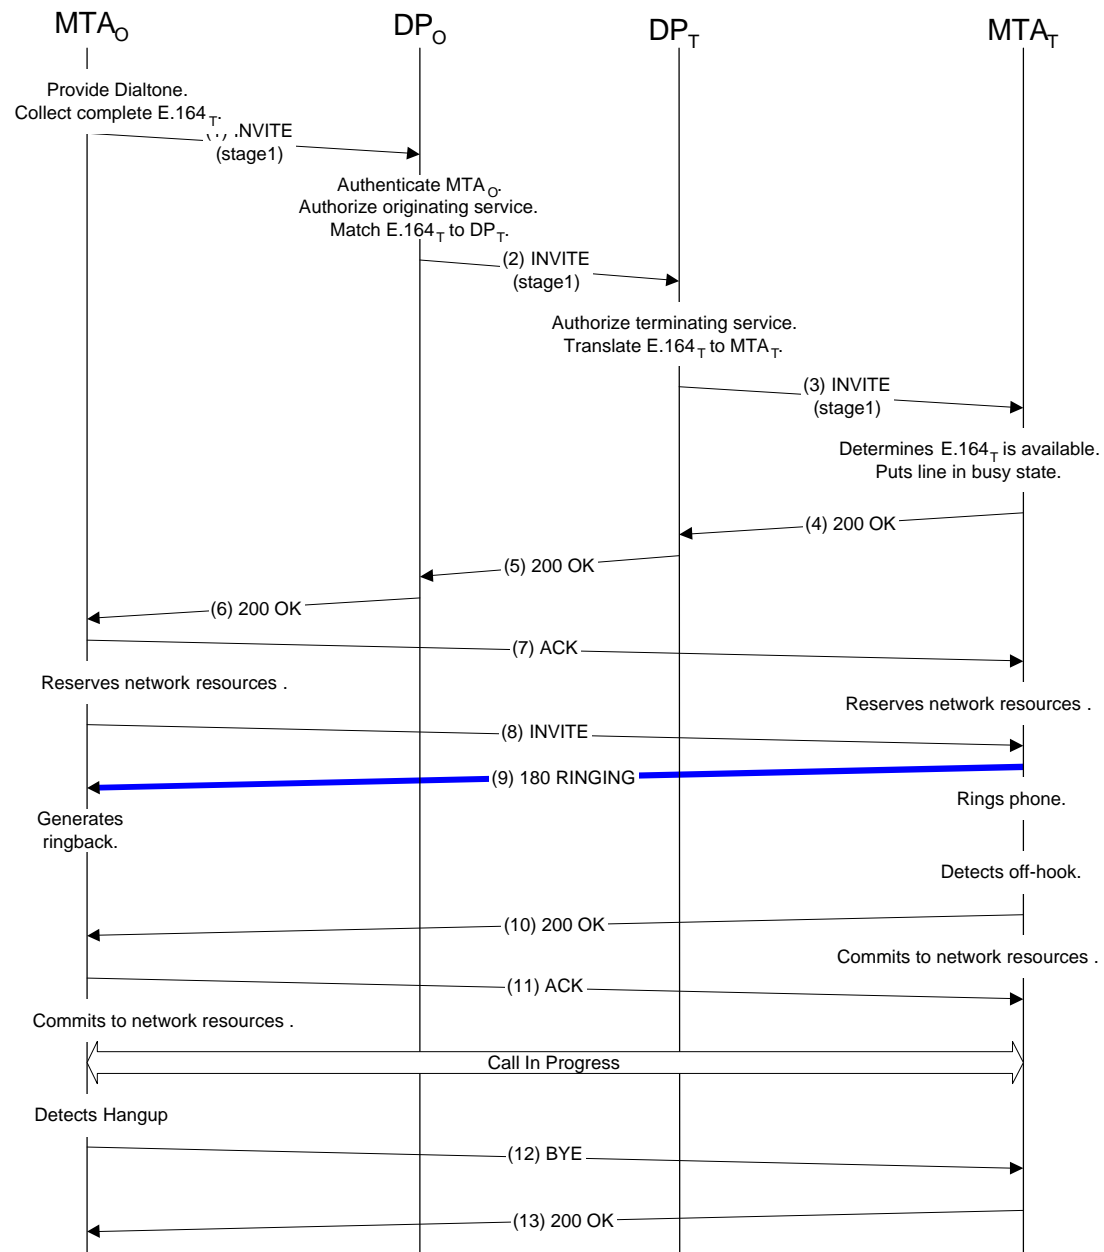 MTAO DPO DPT MTAT
Provide Dialtone.
Collect complete E.164T.
(1) INVITE
(stage1)
Authenticate MTAO.
Authorize originating service.
Match E.164T to DPT.
(2) INVITE
(stage1)
Authorize terminating service.
Translate E.164T to MTAT.
(3) INVITE
(stage1)
Determines E.164T is available.
Puts line in busy state.
(4) 200 OK
(5) 200 OK
(6) 200 OK
(7) ACK
Reserves network resources .
Reserves network resources .
(8) INVITE
(9) 180 RINGING
Rings phone.
Generates
ringback.
Detects off-hook.
(10) 200 OK
Commits to network resources .
(11) ACK
Commits to network resources .
Call In Progress
Detects Hangup
(12) BYE
(13) 200 OK